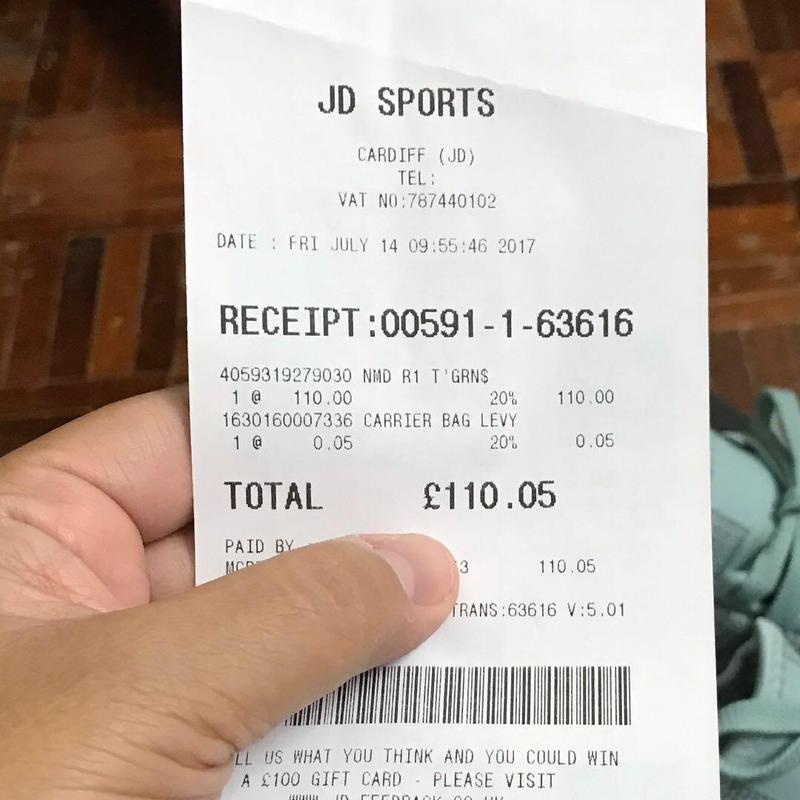 JD SPORTS
CARDIFF (JD)
TEL:
VAT NO:787440102
DATE : FRI JULY 14 09:55:46 2017
RECEIPT:00591-1-63616
4059319279030 NMD R1 T'GRN$
1 @ 110.00 20% 110.00
1630160007336 CARRIER BAG LEVY
1 @ 0.05 20% 0.05
TOTAL £110.05
PAID BY
3 110.05
TRANS:63616 V:5.01
US WHAT YOU THINK AND YOU COULD WIN
A £100 GIFT CARD - PLEASE VISIT